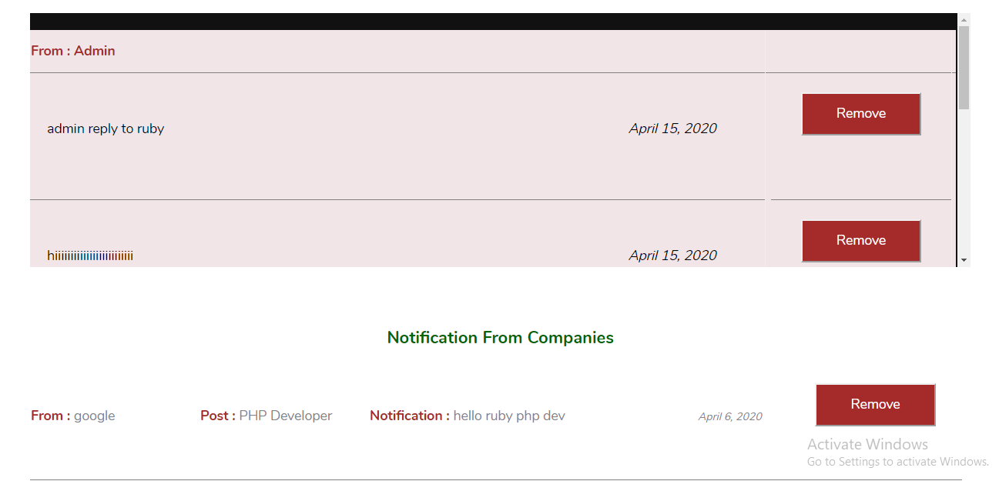 From : Admin
admin reply to ruby April 15, 2020 Remove
hiiiiiiiiiiiiiiiiiiiiiiiii April 15, 2020 Remove
Notification From Companies
From : google Post : PHP Developer Notification : hello ruby php dev April 6, 2020 Remove
Activate Windows
Go to Settings to activate Windows.